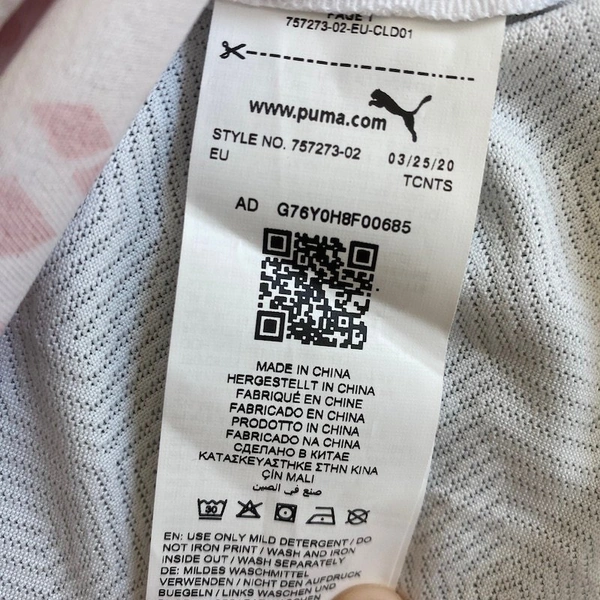 PAGE 1
757273-02-EU-CLD01
www.puma.com
STYLE NO. 757273-02 03/25/20
EU TCNTS
AD G76Y0H8F00685
MADE IN CHINA
HERGESTELLT IN CHINA
FABRIQUÉ EN CHINE
FABRICADO EN CHINA
PRODOTTO IN CHINA
FABRICADO NA CHINA
СДЕЛАНО В КИТАЕ
ΚΑΤΑΣΚΕΥΑΣΤΗΚΕ ΣΤΗΝ ΚΙΝΑ
ÇİN MALI
صنع في الصين
30
EN: USE ONLY MILD DETERGENT / DO
NOT IRON PRINT / WASH AND IRON
INSIDE OUT / WASH SEPARATELY
DE: MILDES WASCHMITTEL
VERWENDEN / NICHT DEN AUFDRUCK
BUEGELN / LINKS WASCHEN UND